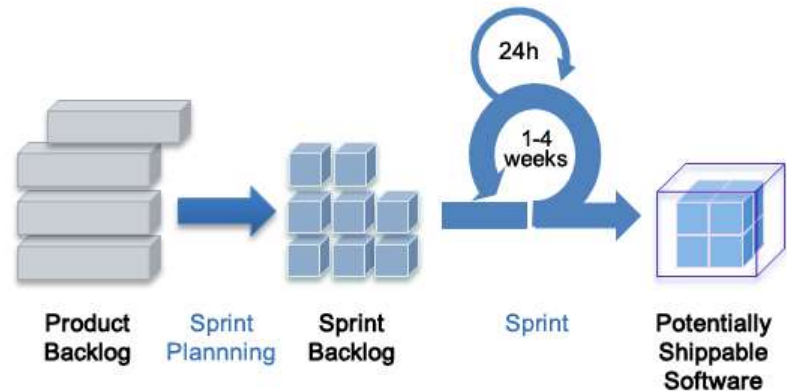 24h
1-4
weeks
Product
Backlog
Sprint
Plannning
Sprint
Backlog
Sprint
Potentially
Shippable
Software